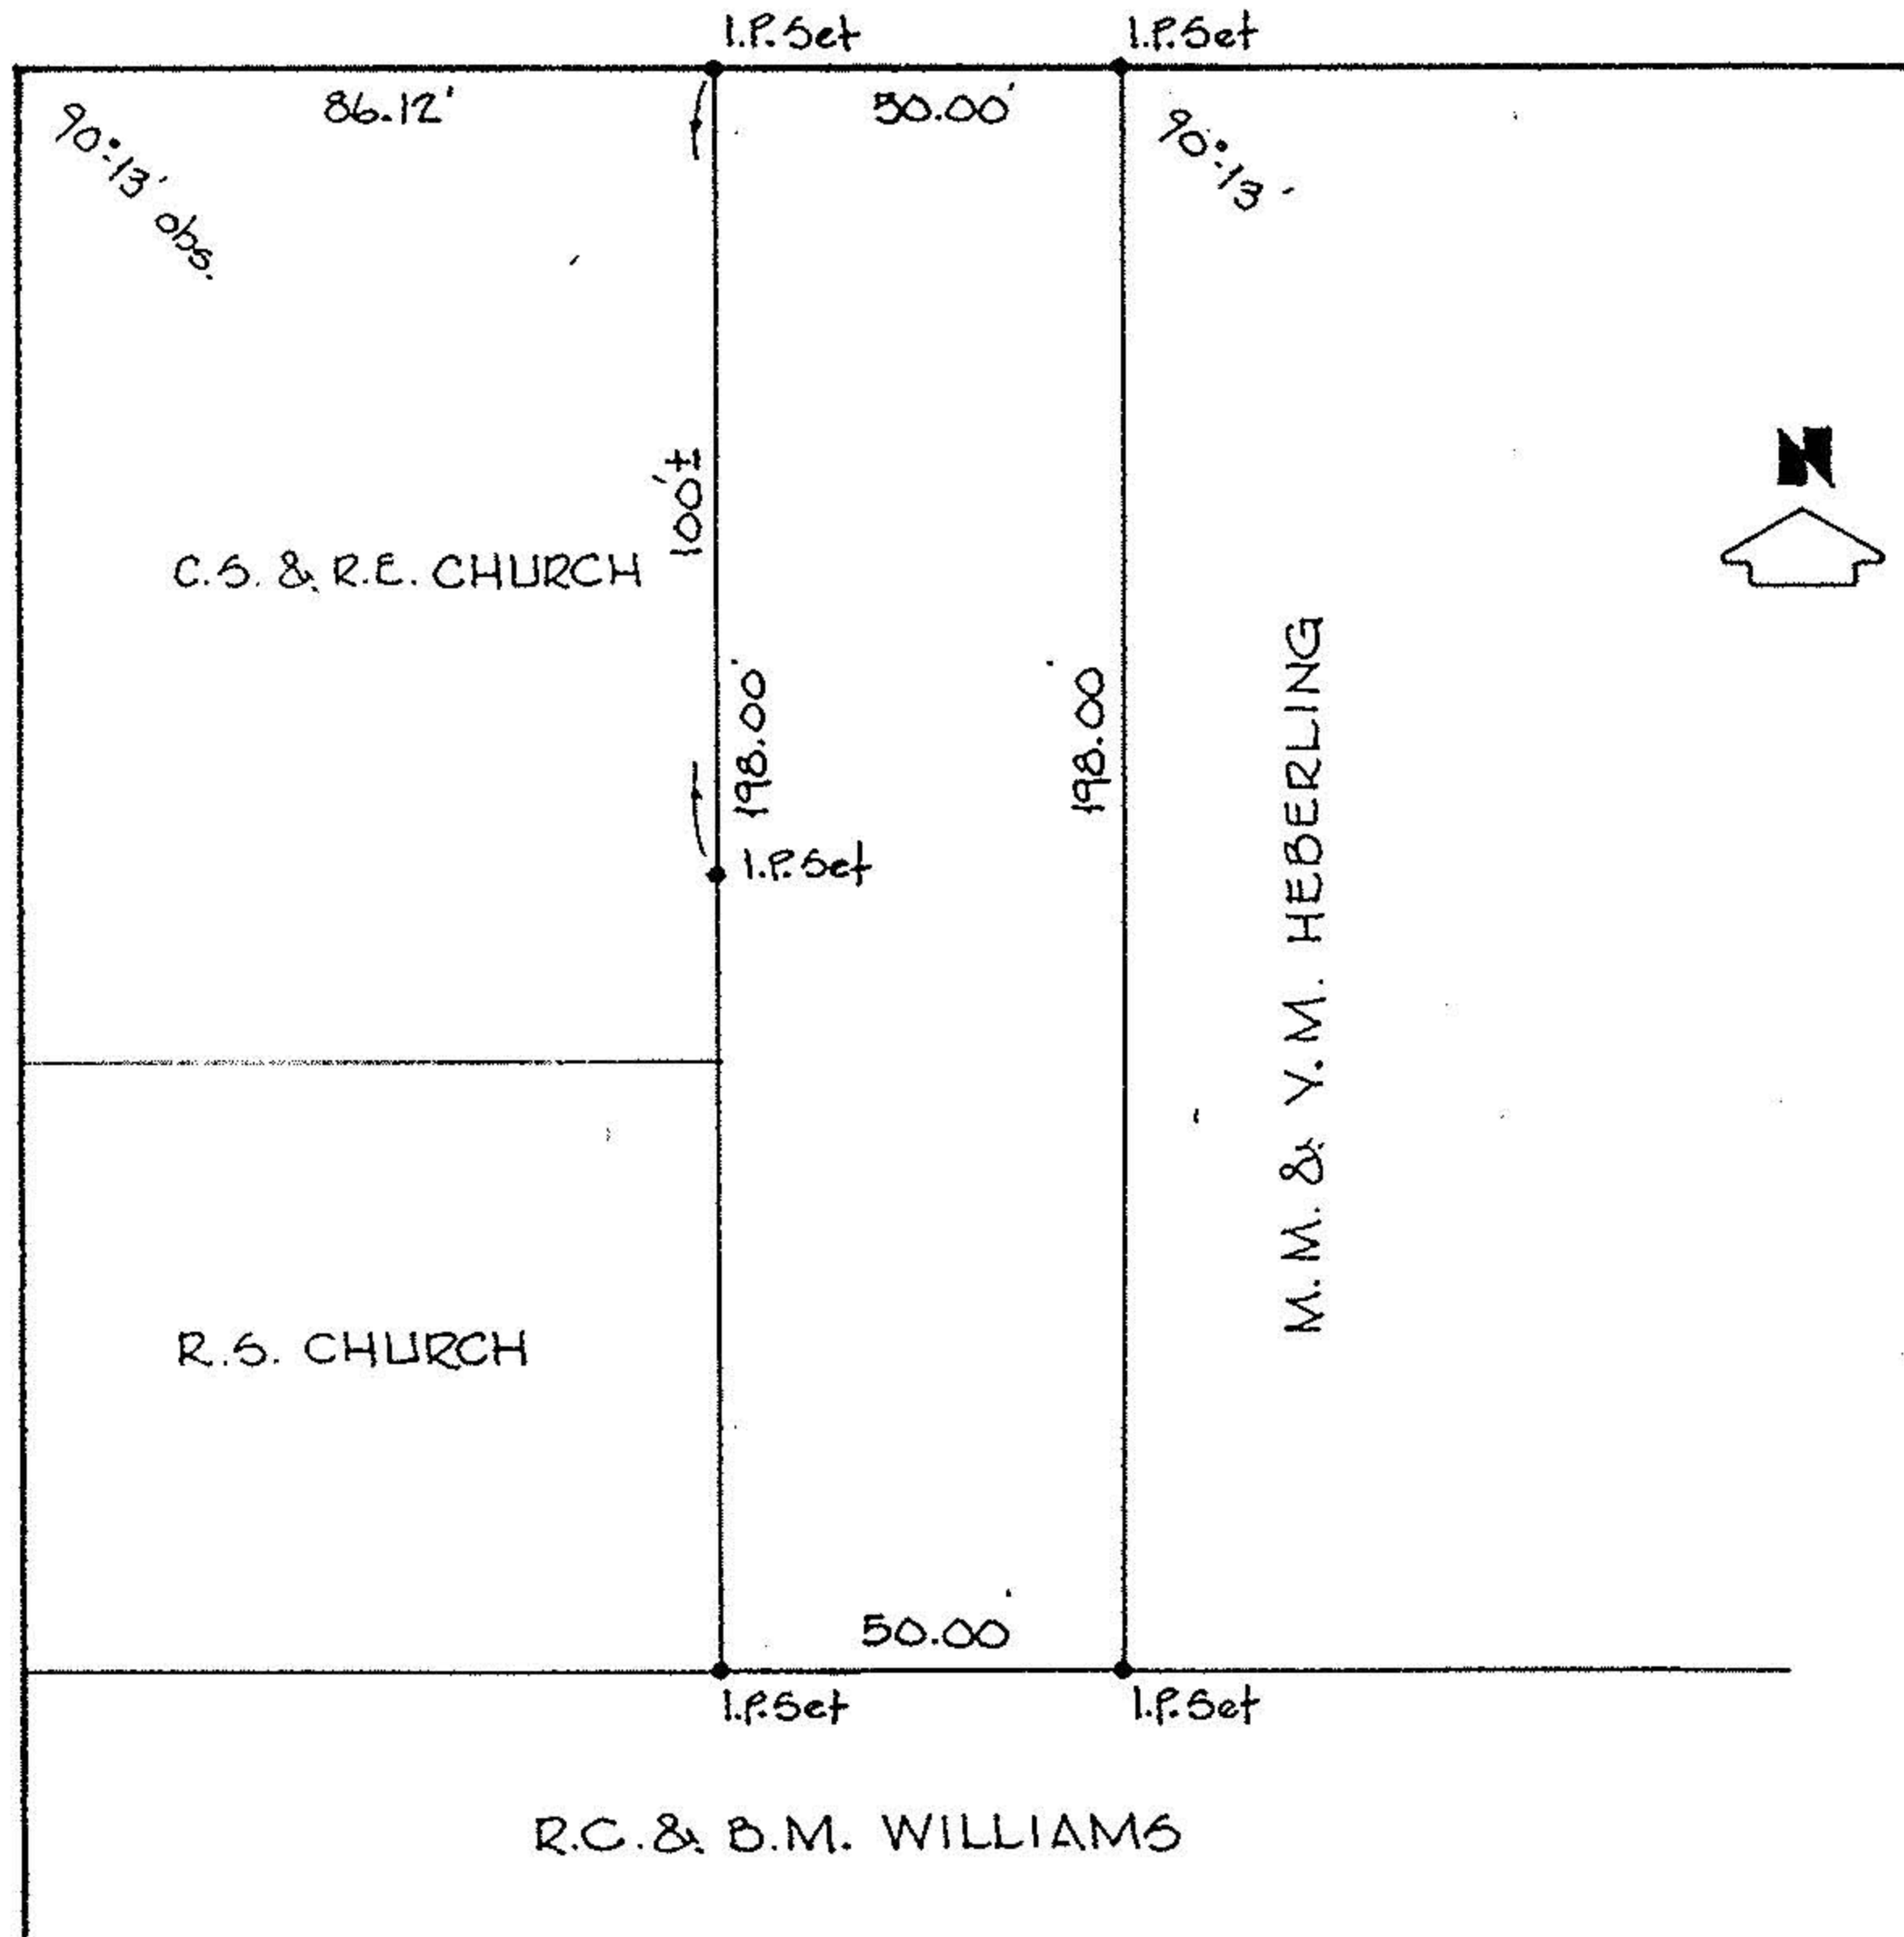 I.P. Set
I.P. Set
86.12'
50.00'
90°-13' obs.
90°-13'
N
100'±
C.S. & R.E. CHURCH
198.00'
198.00'
I.P. Set
M.M. & V.M. HEBERLING
R.S. CHURCH
50.00'
I.P. Set
I.P. Set
R.C. & B.M. WILLIAMS